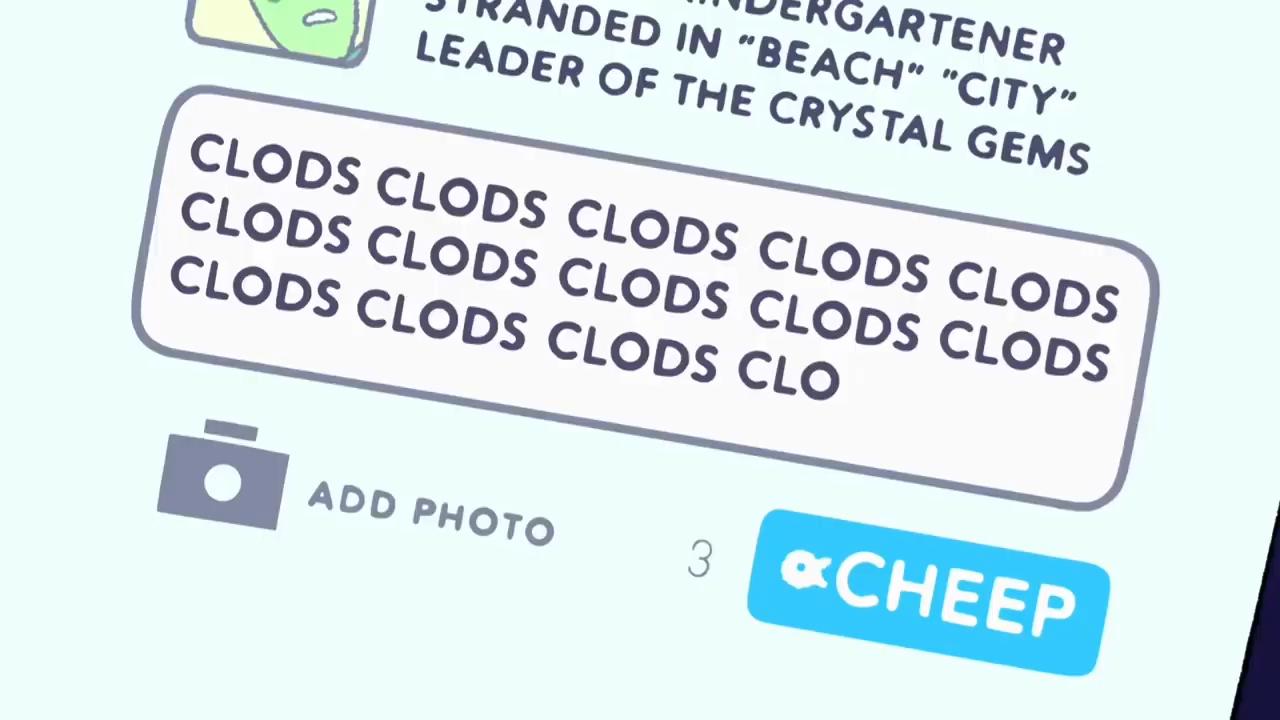 KINDERGARTENER
STRANDED IN "BEACH" "CITY"
LEADER OF THE CRYSTAL GEMS
CLODS CLODS CLODS CLODS CLODS
CLODS CLODS CLODS CLODS CLODS
CLODS CLODS CLODS CLO
ADD PHOTO
3
CHEEP